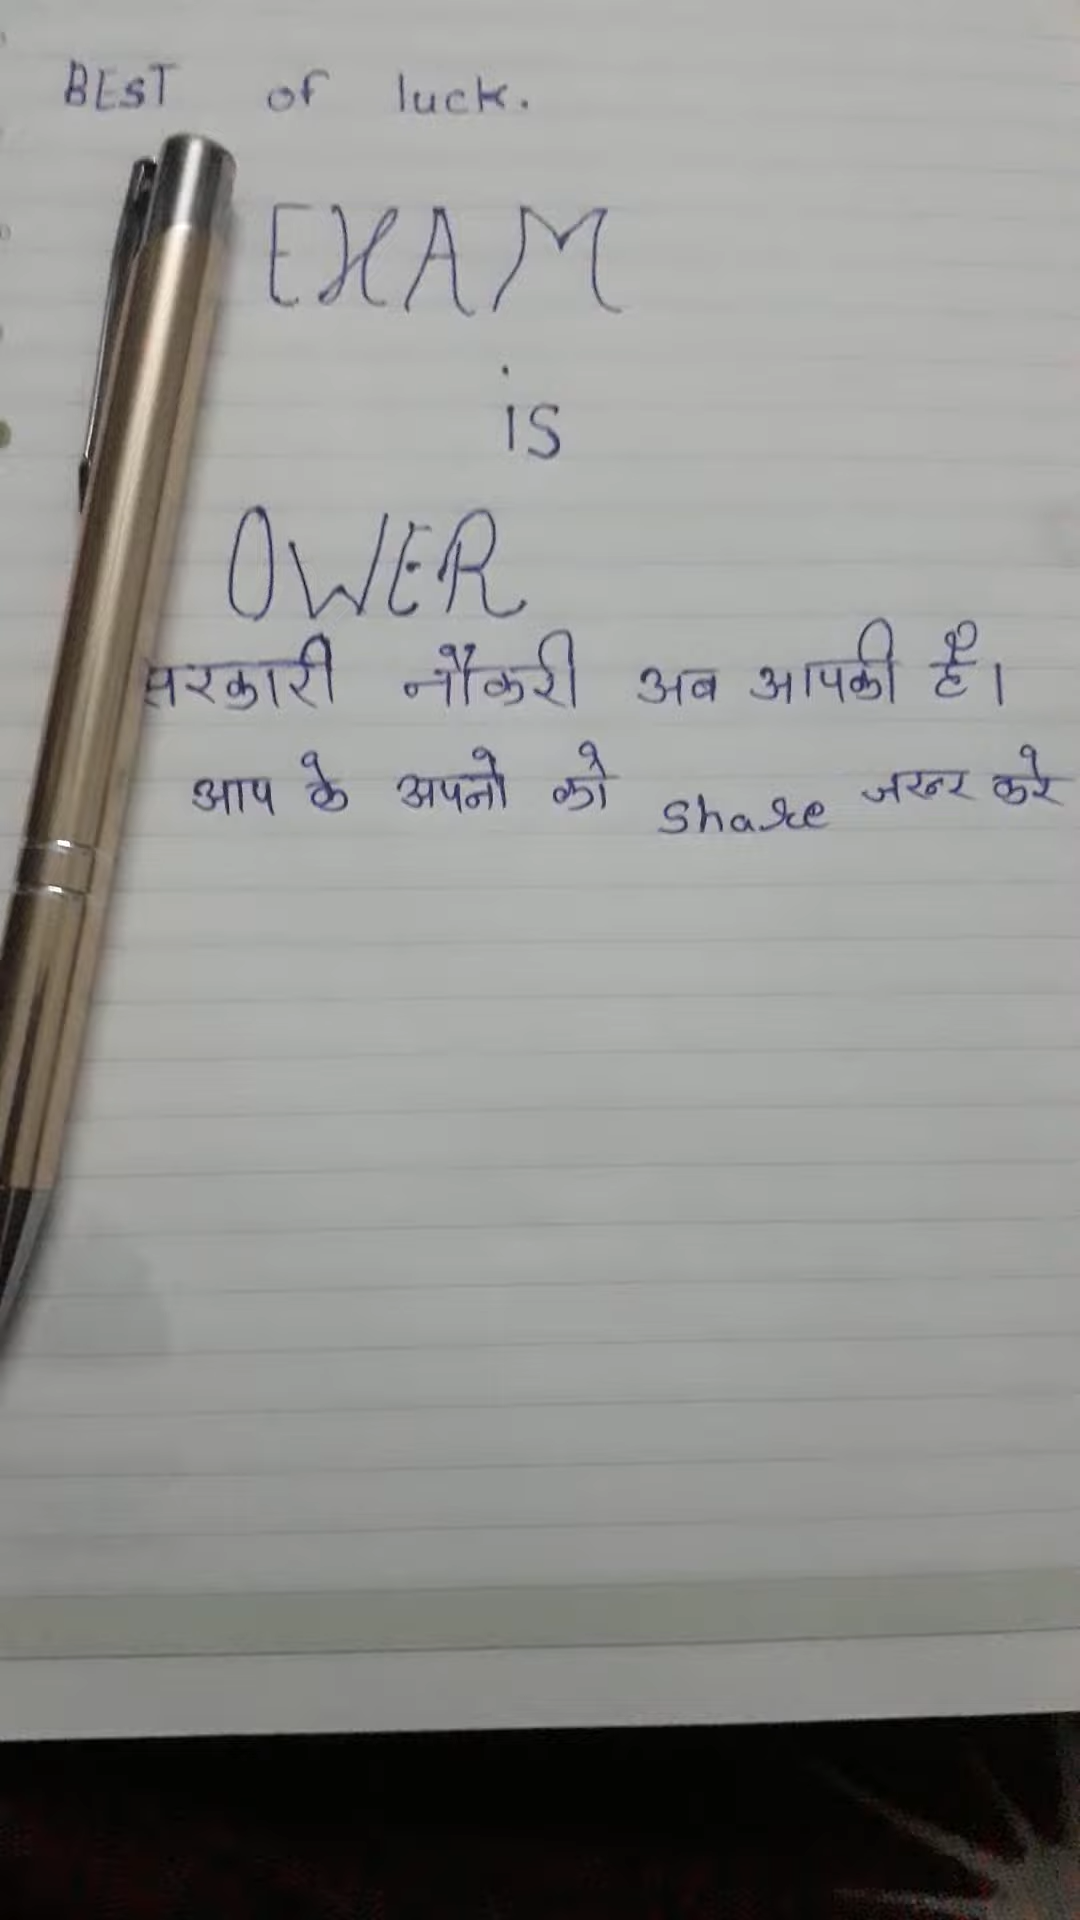 BEST of luck.
EXAM
is
OWER
सरकारी नौकरी अब आपकी है।
आप के अपनो को share जरूर करे